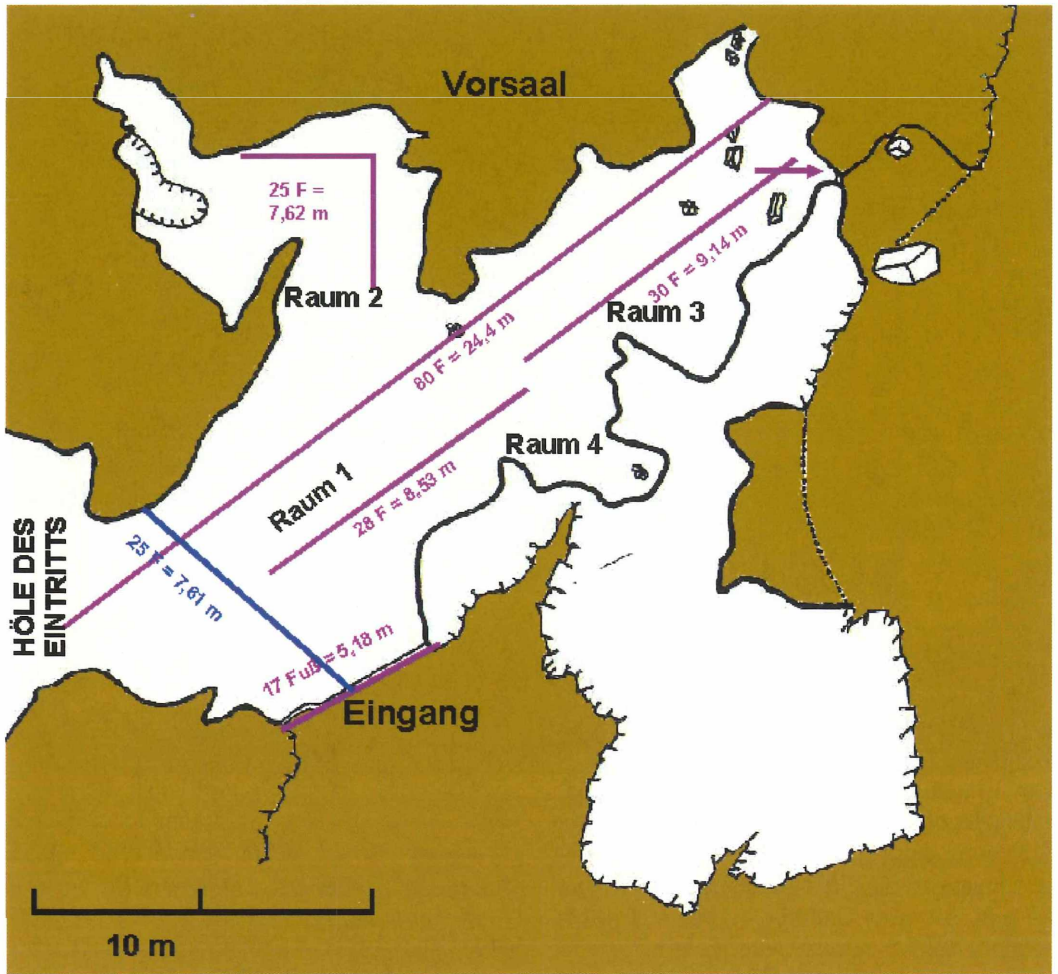 Vorsaal
25 F =
7,62 m
Raum 2
30 F = 9,14 m
Raum 3
80 F = 24,4 m
Raum 4
Raum 1
28 F = 8,53 m
HÖLE DES
EINTRITTS
25 F = 7,61 m
17 Fuß = 5,18 m
Eingang
10 m